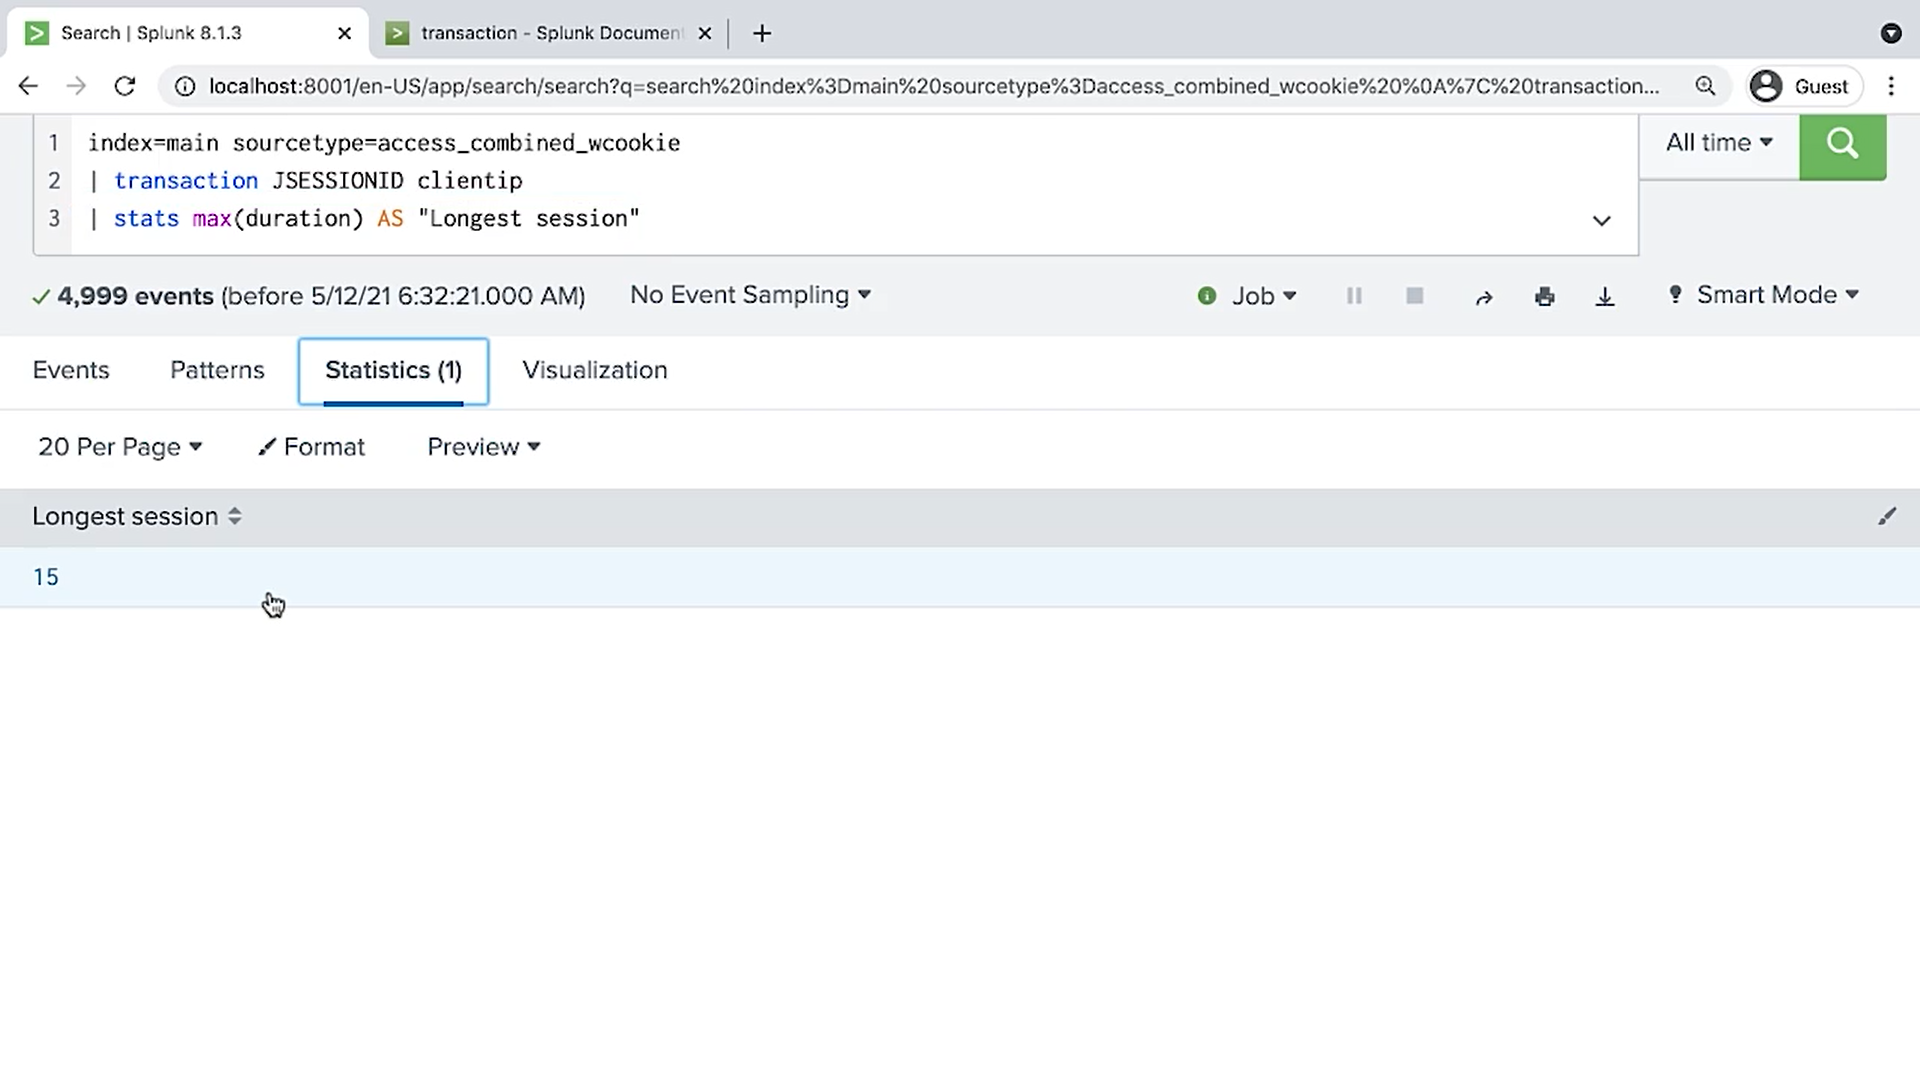 Search | Splunk 8.1.3
transaction - Splunk Documen
localhost:8001/en-US/app/search/search?q=search%20index%3Dmain%20sourcetype%3Daccess_combined_wcookie%20%0A%7C%20transaction...
Guest
1 index=main sourcetype=access_combined_wcookie
2 | transaction JSESSIONID clientip
3 | stats max(duration) AS "Longest session"
All time
4,999 events (before 5/12/21 6:32:21.000 AM)
No Event Sampling
Job
Smart Mode
Events
Patterns
Statistics (1)
Visualization
20 Per Page
Format
Preview
Longest session
15